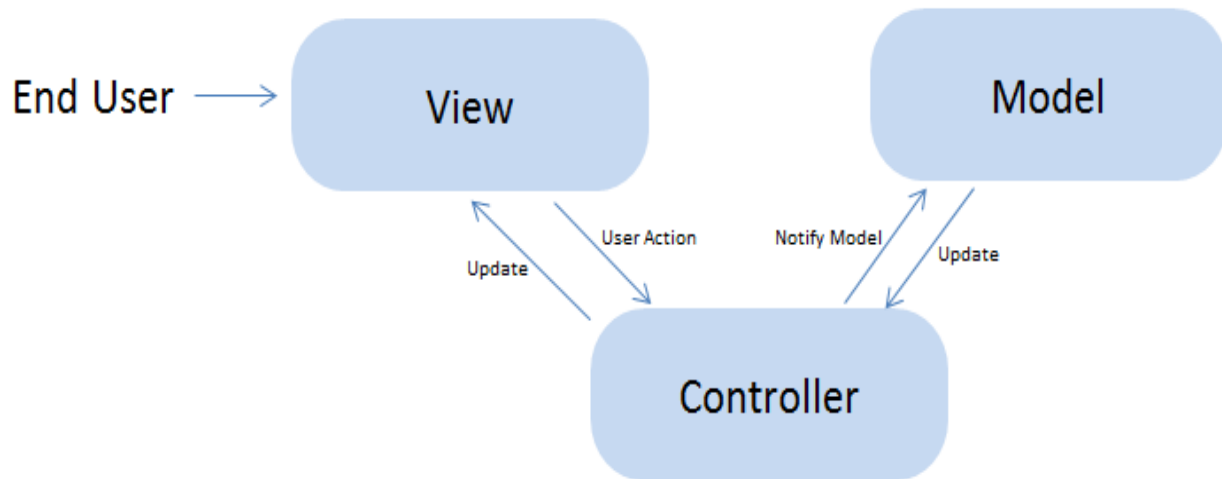 End User
View
Model
User Action
Notify Model
Update
Update
Controller